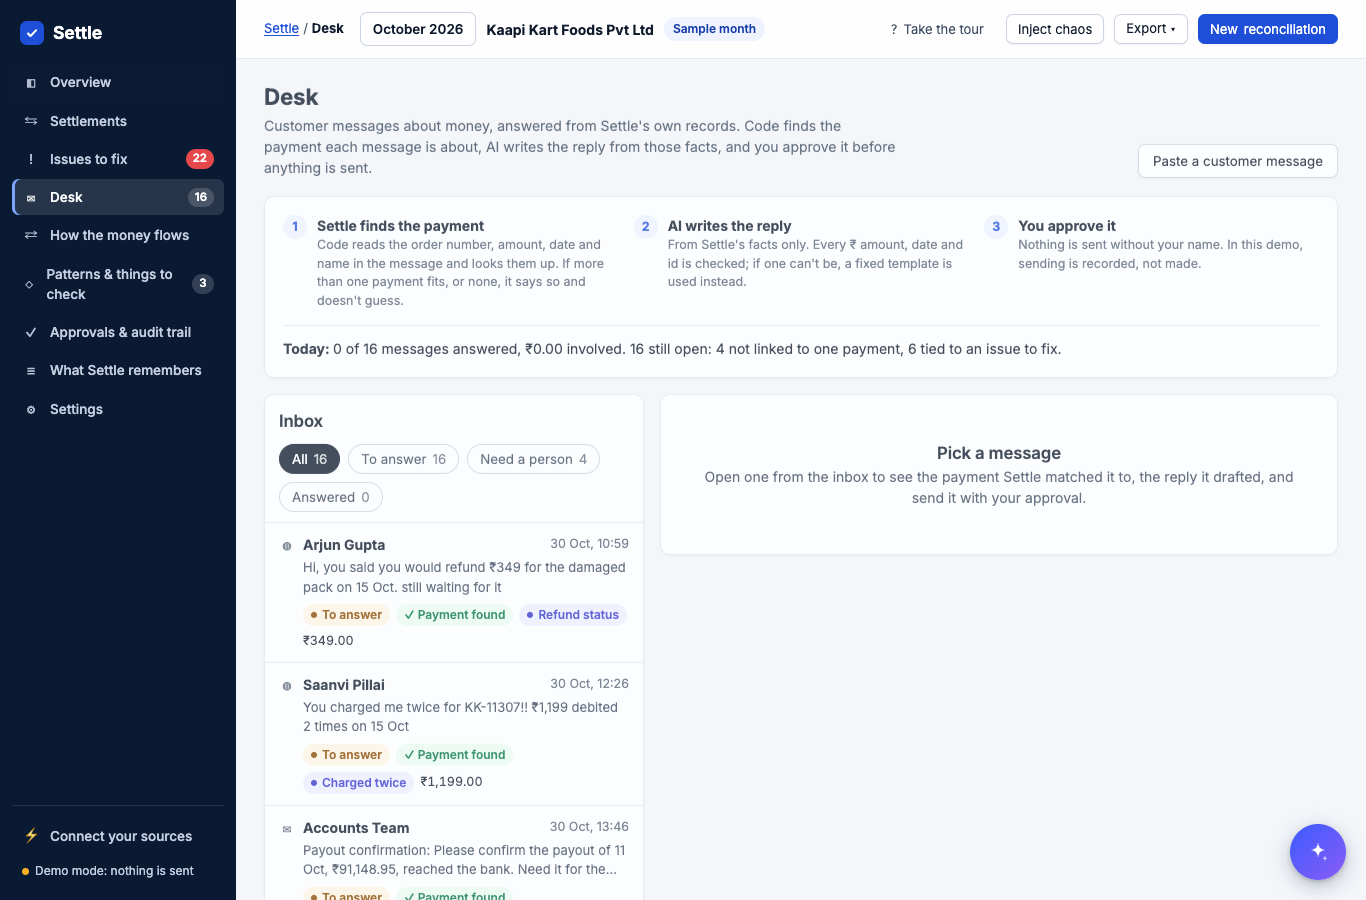 Settle
Overview
Settlements
Issues to fix 22
Desk 16
How the money flows
Patterns & things to
check 3
Approvals & audit trail
What Settle remembers
Settings
Connect your sources
Demo mode: nothing is sent
Settle / Desk
October 2026
Kaapi Kart Foods Pvt Ltd
Sample month
? Take the tour
Inject chaos
Export
New reconciliation
Desk
Customer messages about money, answered from Settle's own records. Code finds the
payment each message is about, AI writes the reply from those facts, and you approve it before
anything is sent.
Paste a customer message
1 Settle finds the payment
Code reads the order number, amount, date and
name in the message and looks them up. If more
than one payment fits, or none, it says so and
doesn't guess.
2 AI writes the reply
From Settle's facts only. Every ₹ amount, date and
id is checked; if one can't be, a fixed template is
used instead.
3 You approve it
Nothing is sent without your name. In this demo,
sending is recorded, not made.
Today: 0 of 16 messages answered, ₹0.00 involved. 16 still open: 4 not linked to one payment, 6 tied to an issue to fix.
Inbox
All 16
To answer 16
Need a person 4
Answered 0
Arjun Gupta 30 Oct, 10:59
Hi, you said you would refund ₹349 for the damaged
pack on 15 Oct. still waiting for it
To answer ✓ Payment found Refund status
₹349.00
Saanvi Pillai 30 Oct, 12:26
You charged me twice for KK-11307!! ₹1,199 debited
2 times on 15 Oct
To answer ✓ Payment found
Charged twice ₹1,199.00
Accounts Team 30 Oct, 13:46
Payout confirmation: Please confirm the payout of 11
Oct, ₹91,148.95, reached the bank. Need it for the...
To answer ✓ Payment found
Pick a message
Open one from the inbox to see the payment Settle matched it to, the reply it drafted, and
send it with your approval.